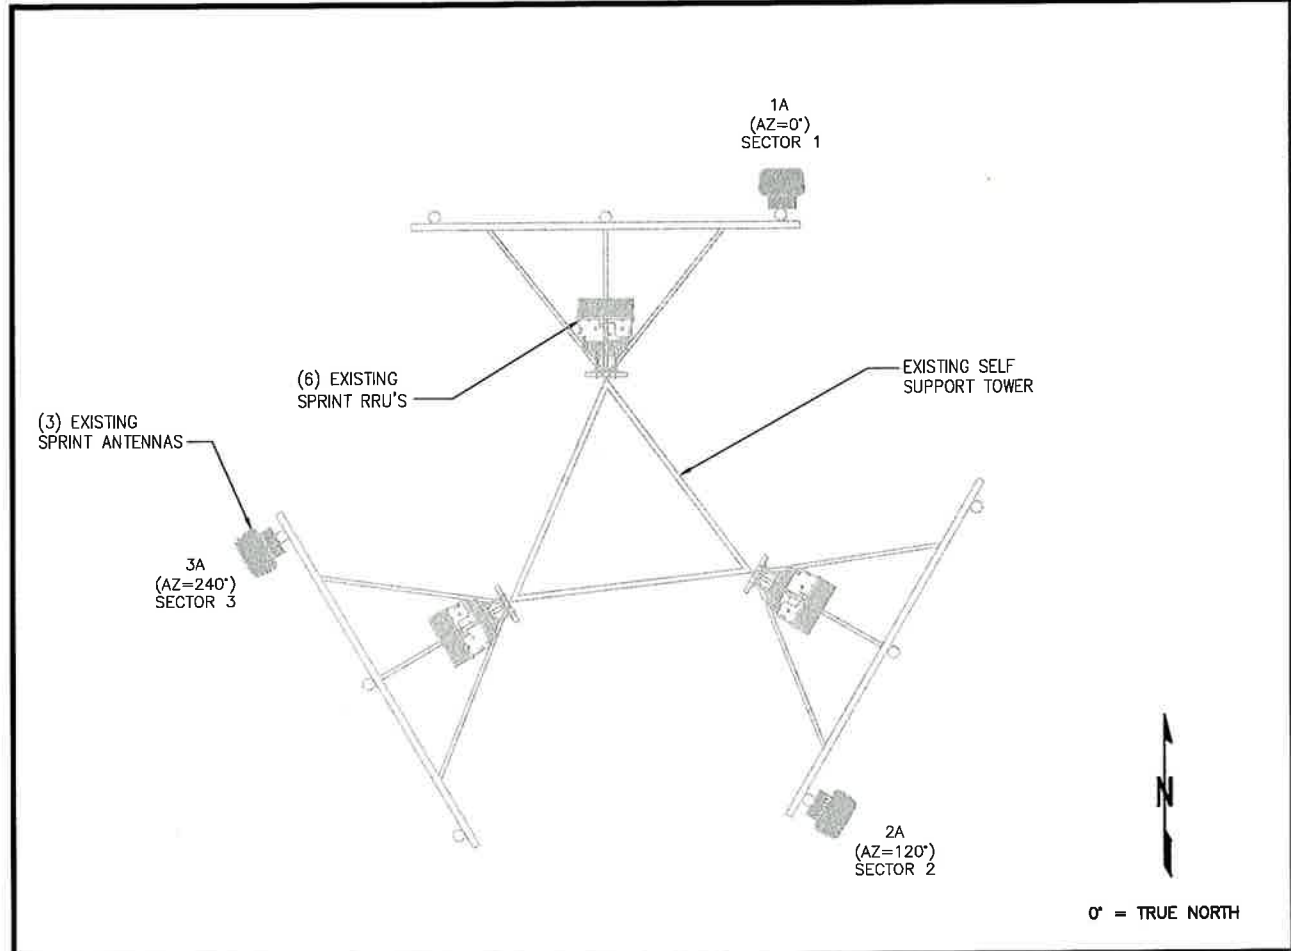 1A
(AZ=0°)
SECTOR 1
(6) EXISTING
SPRINT RRU'S
EXISTING SELF
SUPPORT TOWER
(3) EXISTING
SPRINT ANTENNAS
3A
(AZ=240°)
SECTOR 3
2A
(AZ=120°)
SECTOR 2
N
0° = TRUE NORTH